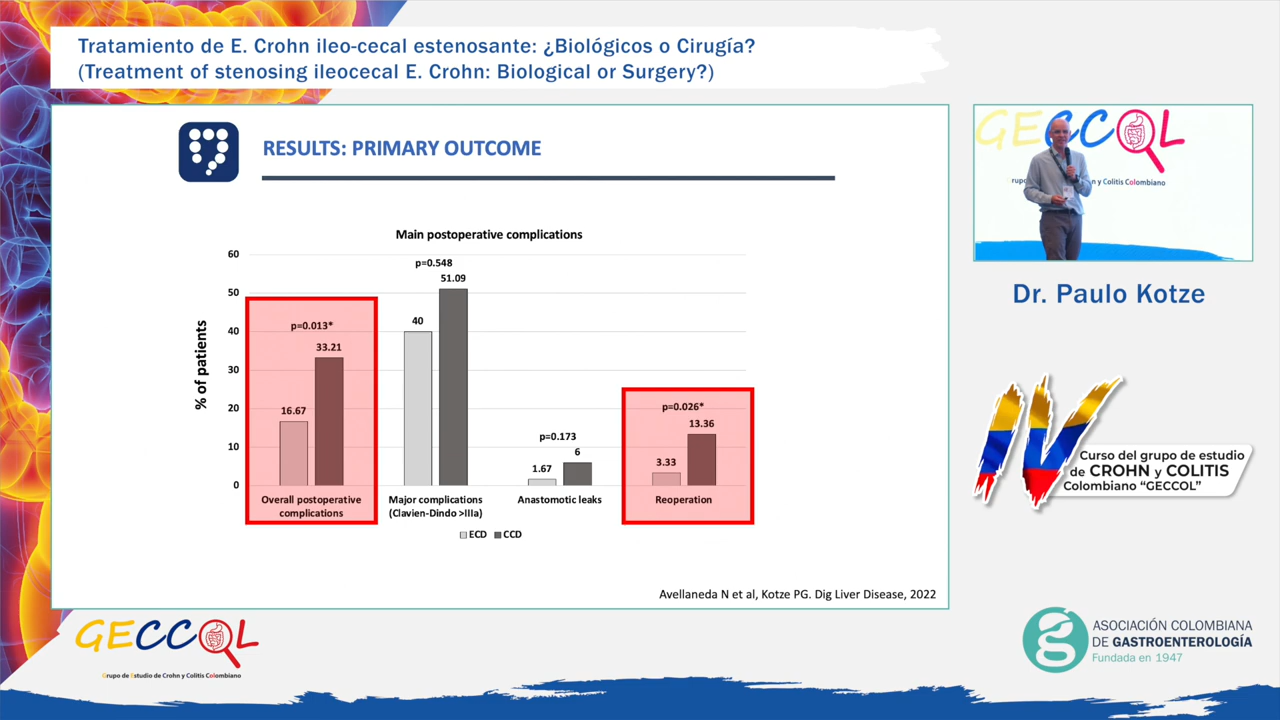 Tratamiento de E. Crohn ileo-cecal estenosante: ¿Biológicos o Cirugía?
(Treatment of stenosing ileocecal E. Crohn: Biological or Surgery?)
RESULTS: PRIMARY OUTCOME
Main postoperative complications
% of patients
60
50
40
30
20
10
0
p=0.013*
16.67
33.21
Overall postoperative
complications
p=0.548
40
51.09
Major complications
(Clavien-Dindo >IIIa)
p=0.173
1.67
6
Anastomotic leaks
p=0.026*
3.33
13.36
Reoperation
ECD CCD
Avellaneda N et al, Kotze PG. Dig Liver Disease, 2022
GECCOL
rupo n y Colitis Colombiano
Dr. Paulo Kotze
IV
Curso del grupo de estudio
de CROHN y COLITIS
Colombiano “GECCOL”
GECCOL
Grupo de Estudio de Crohn y Colitis Colombiano
ASOCIACIÓN COLOMBIANA
DE GASTROENTEROLOGÍA
Fundada en 1947